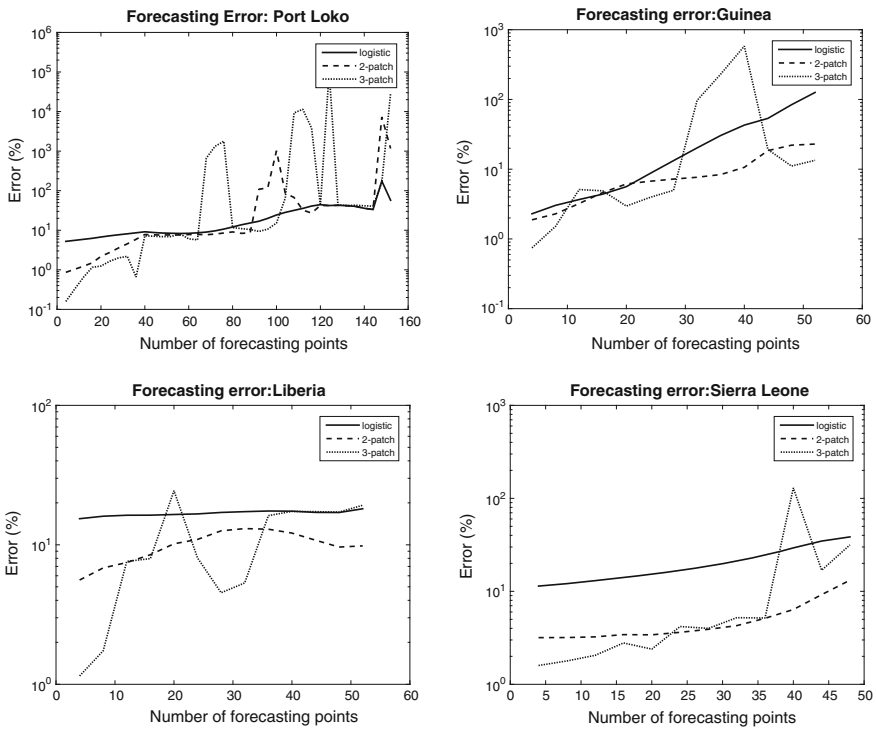 Forecasting Error: Port Loko
10^6
10^5
10^4
10^3
10^2
10^1
10^0
10^-1
Error (%)
logistic
2-patch
3-patch
0 20 40 60 80 100 120 140 160
Number of forecasting points
Forecasting error:Guinea
10^3
10^2
10^1
10^0
10^-1
Error (%)
logistic
2-patch
3-patch
0 10 20 30 40 50 60
Number of forecasting points
Forecasting error:Liberia
10^2
10^1
10^0
Error (%)
logistic
2-patch
3-patch
0 10 20 30 40 50 60
Number of forecasting points
Forecasting error:Sierra Leone
10^3
10^2
10^1
10^0
Error (%)
logistic
2-patch
3-patch
0 5 10 15 20 25 30 35 40 45 50
Number of forecasting points